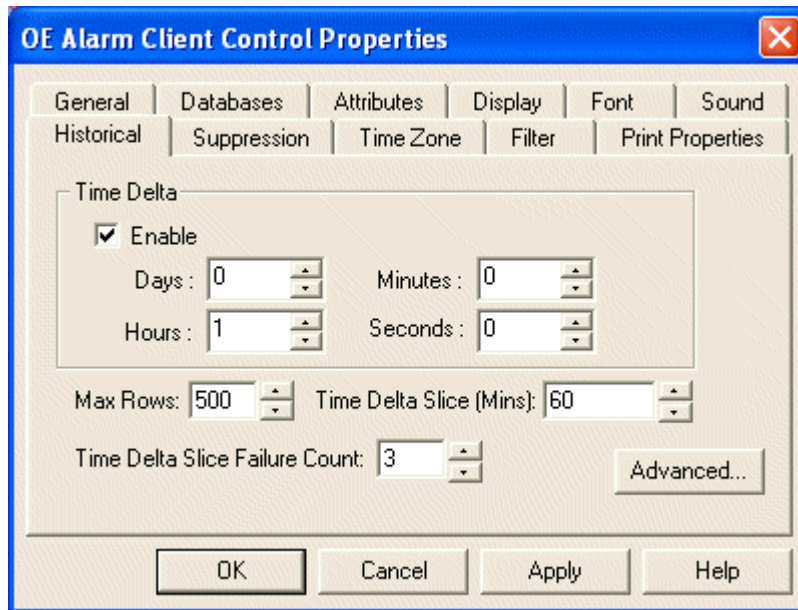 OE Alarm Client Control Properties
General Databases Attributes Display Font Sound
Historical Suppression Time Zone Filter Print Properties
Time Delta
Enable
Days : 0 Minutes : 0
Hours : 1 Seconds : 0
Max Rows: 500 Time Delta Slice (Mins): 60
Time Delta Slice Failure Count: 3
Advanced...
OK Cancel Apply Help